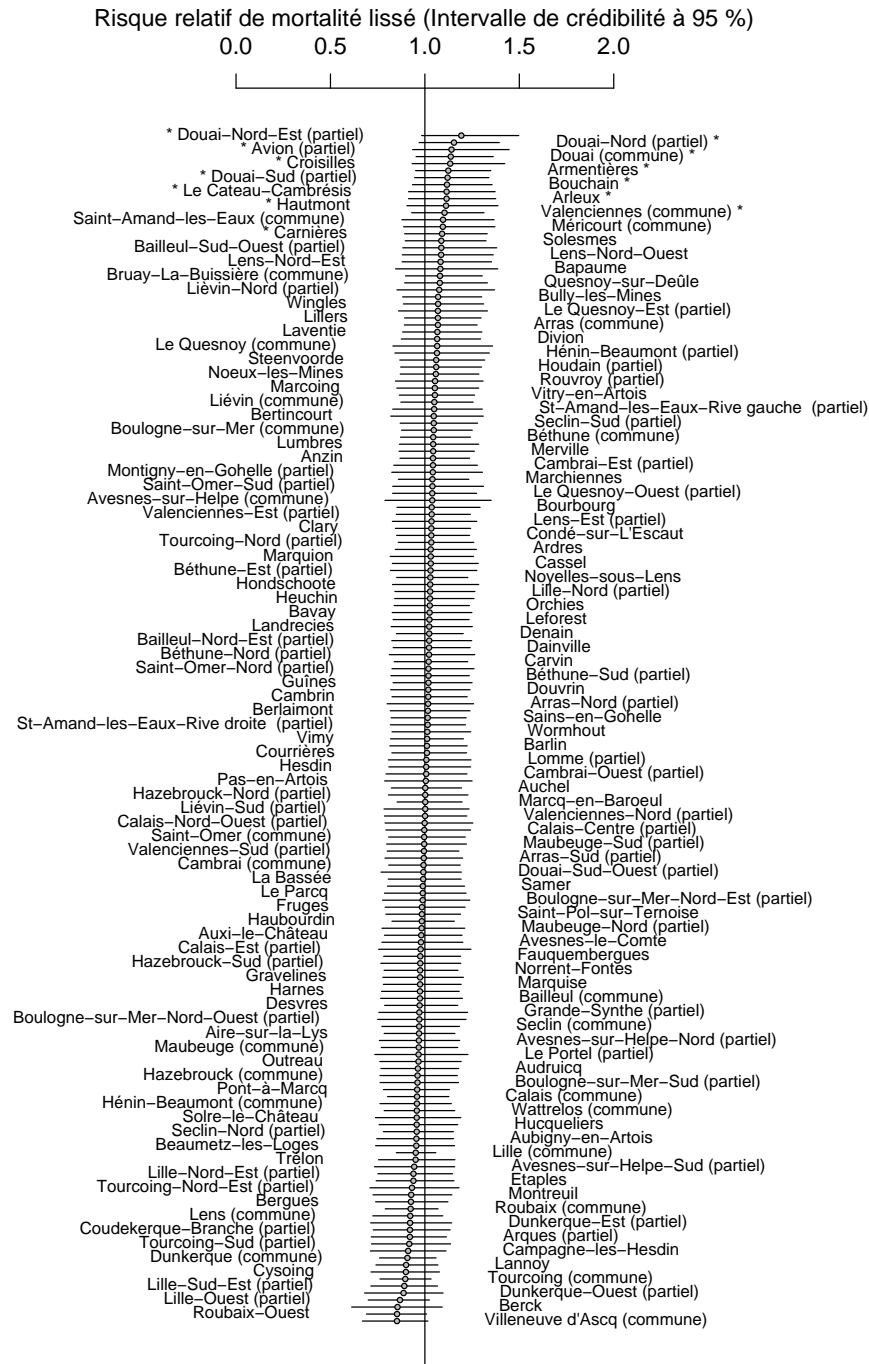 Risque relatif de mortalité lissé (Intervalle de crédibilité à 95 %)
0.0 0.5 1.0 1.5 2.0
* Douai−Nord−Est (partiel)
Douai−Nord (partiel) *
* Avion (partiel)
Douai (commune) *
* Croisilles
Armentières *
* Douai−Sud (partiel)
Bouchain *
* Le Cateau−Cambrésis
Arleux *
* Hautmont
Valenciennes (commune) *
Saint−Amand−les−Eaux (commune)
Méricourt (commune)
* Carnières
Solesmes
Bailleul−Sud−Ouest (partiel)
Lens−Nord−Ouest
Lens−Nord−Est
Bapaume
Bruay−La−Buissière (commune)
Quesnoy−sur−Deûle
Lièvin−Nord (partiel)
Bully−les−Mines
Wingles
Le Quesnoy−Est (partiel)
Lillers
Arras (commune)
Laventie
Divion
Le Quesnoy (commune)
Hénin−Beaumont (partiel)
Steenvoorde
Houdain (partiel)
Noeux−les−Mines
Rouvroy (partiel)
Marcoing
Vitry−en−Artois
Liévin (commune)
St−Amand−les−Eaux−Rive gauche (partiel)
Bertincourt
Seclin−Sud (partiel)
Boulogne−sur−Mer (commune)
Béthune (commune)
Lumbres
Merville
Anzin
Cambrai−Est (partiel)
Montigny−en−Gohelle (partiel)
Marchiennes
Saint−Omer−Sud (partiel)
Le Quesnoy−Ouest (partiel)
Avesnes−sur−Helpe (commune)
Bourbourg
Valenciennes−Est (partiel)
Lens−Est (partiel)
Clary
Condé−sur−L'Escaut
Tourcoing−Nord (partiel)
Ardres
Marquion
Cassel
Béthune−Est (partiel)
Noyelles−sous−Lens
Hondschoote
Lille−Nord (partiel)
Heuchin
Orchies
Bavay
Leforest
Landrecies
Denain
Bailleul−Nord−Est (partiel)
Dainville
Béthune−Nord (partiel)
Carvin
Saint−Omer−Nord (partiel)
Béthune−Sud (partiel)
Guînes
Douvrin
Cambrin
Arras−Nord (partiel)
Berlaimont
Sains−en−Gohelle
St−Amand−les−Eaux−Rive droite (partiel)
Wormhout
Vimy
Barlin
Courrières
Lomme (partiel)
Hesdin
Cambrai−Ouest (partiel)
Pas−en−Artois
Auchel
Hazebrouck−Nord (partiel)
Marcq−en−Baroeul
Liévin−Sud (partiel)
Valenciennes−Nord (partiel)
Calais−Nord−Ouest (partiel)
Calais−Centre (partiel)
Saint−Omer (commune)
Maubeuge−Sud (partiel)
Valenciennes−Sud (partiel)
Arras−Sud (partiel)
Cambrai (commune)
Douai−Sud−Ouest (partiel)
La Bassée
Samer
Le Parcq
Boulogne−sur−Mer−Nord−Est (partiel)
Fruges
Saint−Pol−sur−Ternoise
Haubourdin
Maubeuge−Nord (partiel)
Auxi−le−Château
Avesnes−le−Comte
Calais−Est (partiel)
Fauquembergues
Hazebrouck−Sud (partiel)
Norrent−Fontes
Gravelines
Marquise
Harnes
Bailleul (commune)
Desvres
Grande−Synthe (partiel)
Boulogne−sur−Mer−Nord−Ouest (partiel)
Seclin (commune)
Aire−sur−la−Lys
Avesnes−sur−Helpe−Nord (partiel)
Maubeuge (commune)
Le Portel (partiel)
Outreau
Audruicq
Hazebrouck (commune)
Boulogne−sur−Mer−Sud (partiel)
Pont−à−Marcq
Calais (commune)
Hénin−Beaumont (commune)
Wattrelos (commune)
Solre−le−Château
Hucqueliers
Seclin−Nord (partiel)
Aubigny−en−Artois
Beaumetz−les−Loges
Lille (commune)
Trélon
Avesnes−sur−Helpe−Sud (partiel)
Lille−Nord−Est (partiel)
Etaples
Tourcoing−Nord−Est (partiel)
Montreuil
Bergues
Roubaix (commune)
Lens (commune)
Dunkerque−Est (partiel)
Coudekerque−Branche (partiel)
Arques (partiel)
Tourcoing−Sud (partiel)
Campagne−les−Hesdin
Dunkerque (commune)
Lannoy
Cysoing
Tourcoing (commune)
Lille−Sud−Est (partiel)
Dunkerque−Ouest (partiel)
Lille−Ouest (partiel)
Berck
Roubaix−Ouest
Villeneuve d'Ascq (commune)